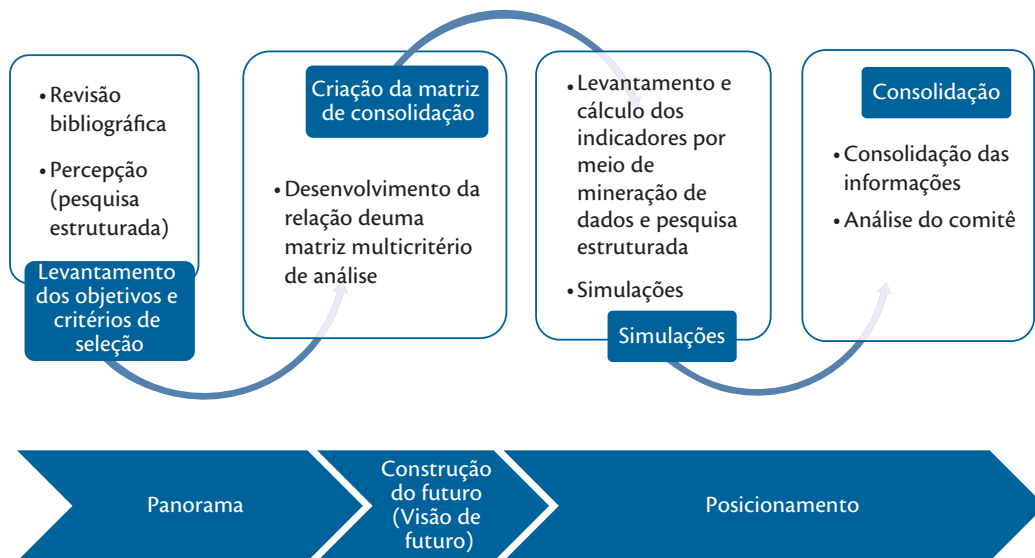 • Revisão
bibliográfica
• Percepção
(pesquisa
estruturada)
Levantamento
dos objetivos e
critérios de
seleção
Criação da matriz
de consolidação
• Desenvolvimento da
relação deuma
matriz multicritério
de análise
• Levantamento e
cálculo dos
indicadores por
meio de
mineração de
dados e pesquisa
estruturada
• Simulações
Simulações
Consolidação
• Consolidação das
informações
• Análise do comitê
Panorama
Construção
do futuro
(Visão de
futuro)
Posicionamento